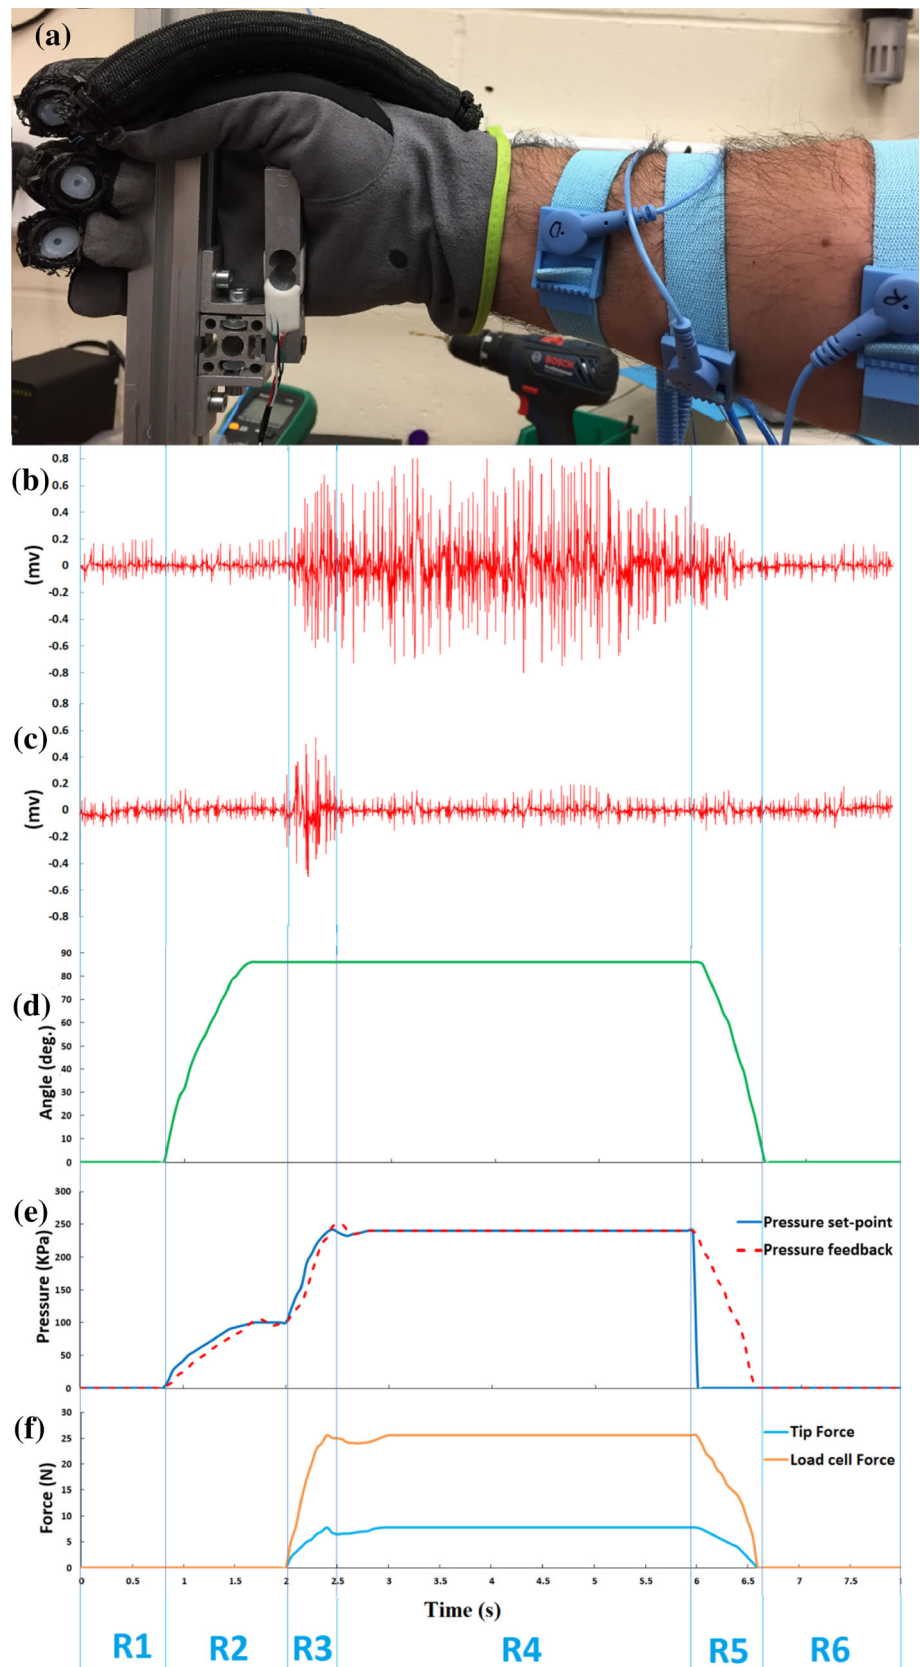 (a)
D
R
R
BOSCH
Professional
(b)
(mv)
0.8
0.6
0.4
0.2
0
-0.2
-0.4
-0.6
-0.8
(c)
(mv)
0.8
0.6
0.4
0.2
0
-0.2
-0.4
-0.6
-0.8
(d)
Angle (deg.)
90
80
70
60
50
40
30
20
10
0
(e)
Pressure (KPa)
300
250
200
150
100
50
0
Pressure set-point
Pressure feedback
(f)
Force (N)
30
25
20
15
10
5
0
Tip Force
Load cell Force
0 0.5 1 1.5 2 2.5 3 3.5 4 4.5 5 5.5 6 6.5 7 7.5 8
Time (s)
R1 R2 R3 R4 R5 R6